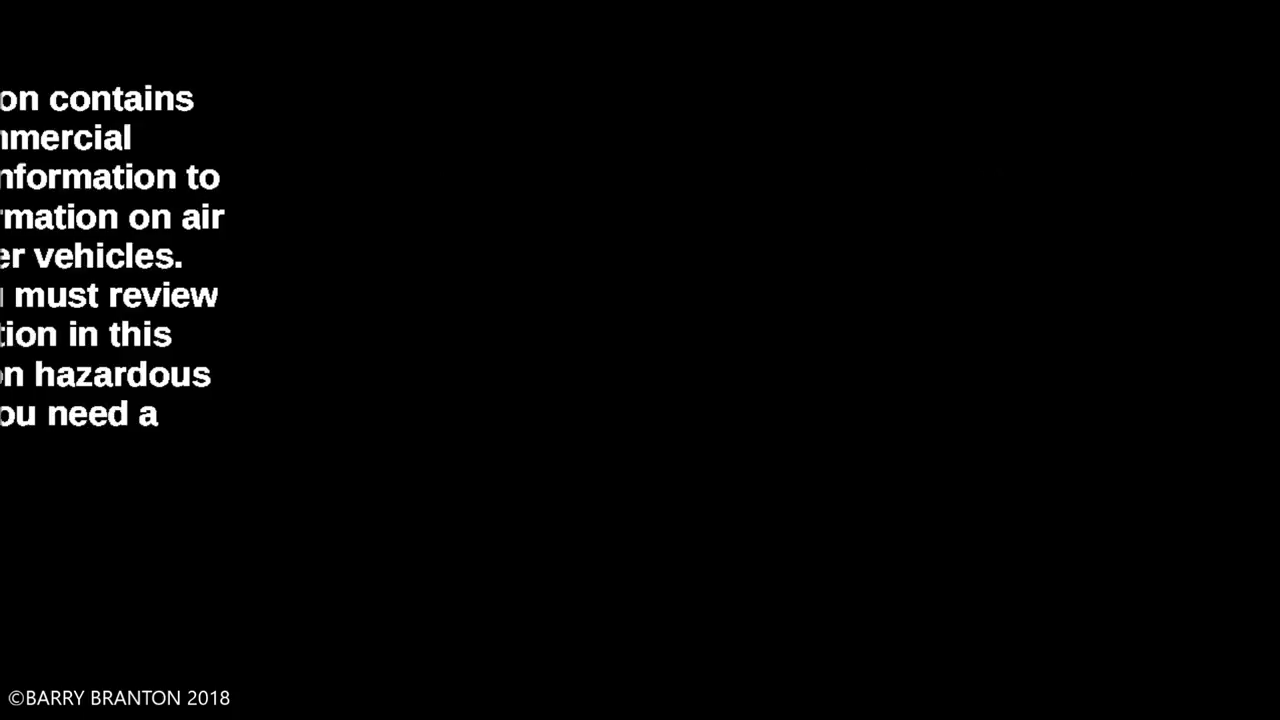 on contains
mmercial
nformation to
rmation on air
er vehicles.
must review
tion in this
on hazardous
ou need a
©BARRY BRANTON 2018